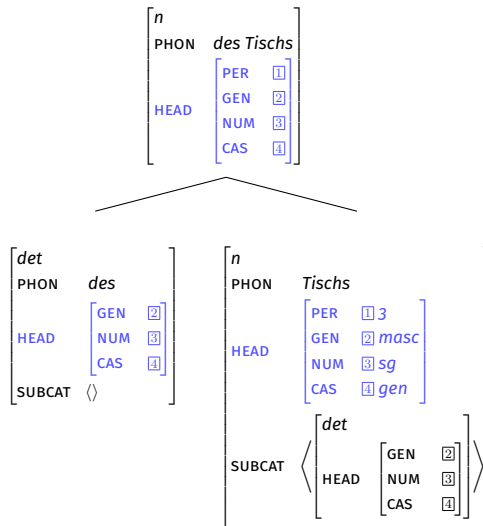 n
PHON des Tischs
HEAD
PER 1
GEN 2
NUM 3
CAS 4
det
PHON des
HEAD
GEN 2
NUM 3
CAS 4
SUBCAT ⟨⟩
n
PHON Tischs
HEAD
PER 1 3
GEN 2 masc
NUM 3 sg
CAS 4 gen
SUBCAT
det
HEAD
GEN 2
NUM 3
CAS 4